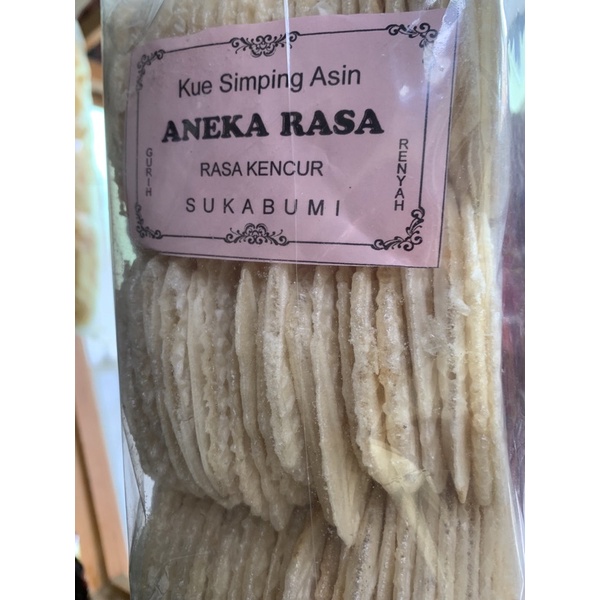 Kue Simping Asin
ANEKA RASA
GURIH
RASA KENCUR
RENYAH
SUKABUMI